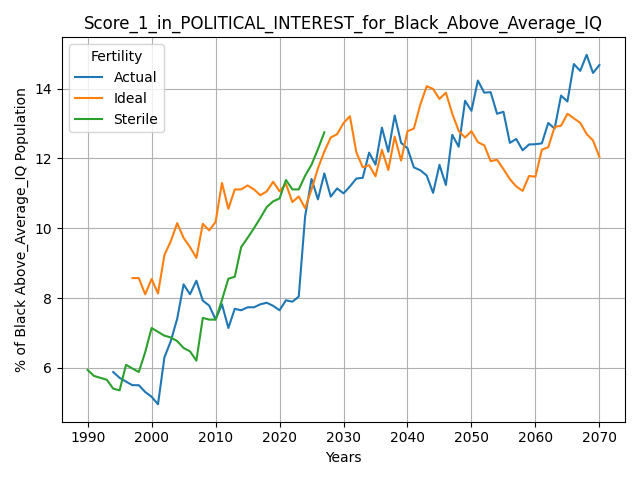 Score_1_in_POLITICAL_INTEREST_for_Black_Above_Average_IQ
Fertility
Actual
Ideal
Sterile
% of Black Above_Average_IQ Population
14
12
10
8
6
1990 2000 2010 2020 2030 2040 2050 2060 2070
Years